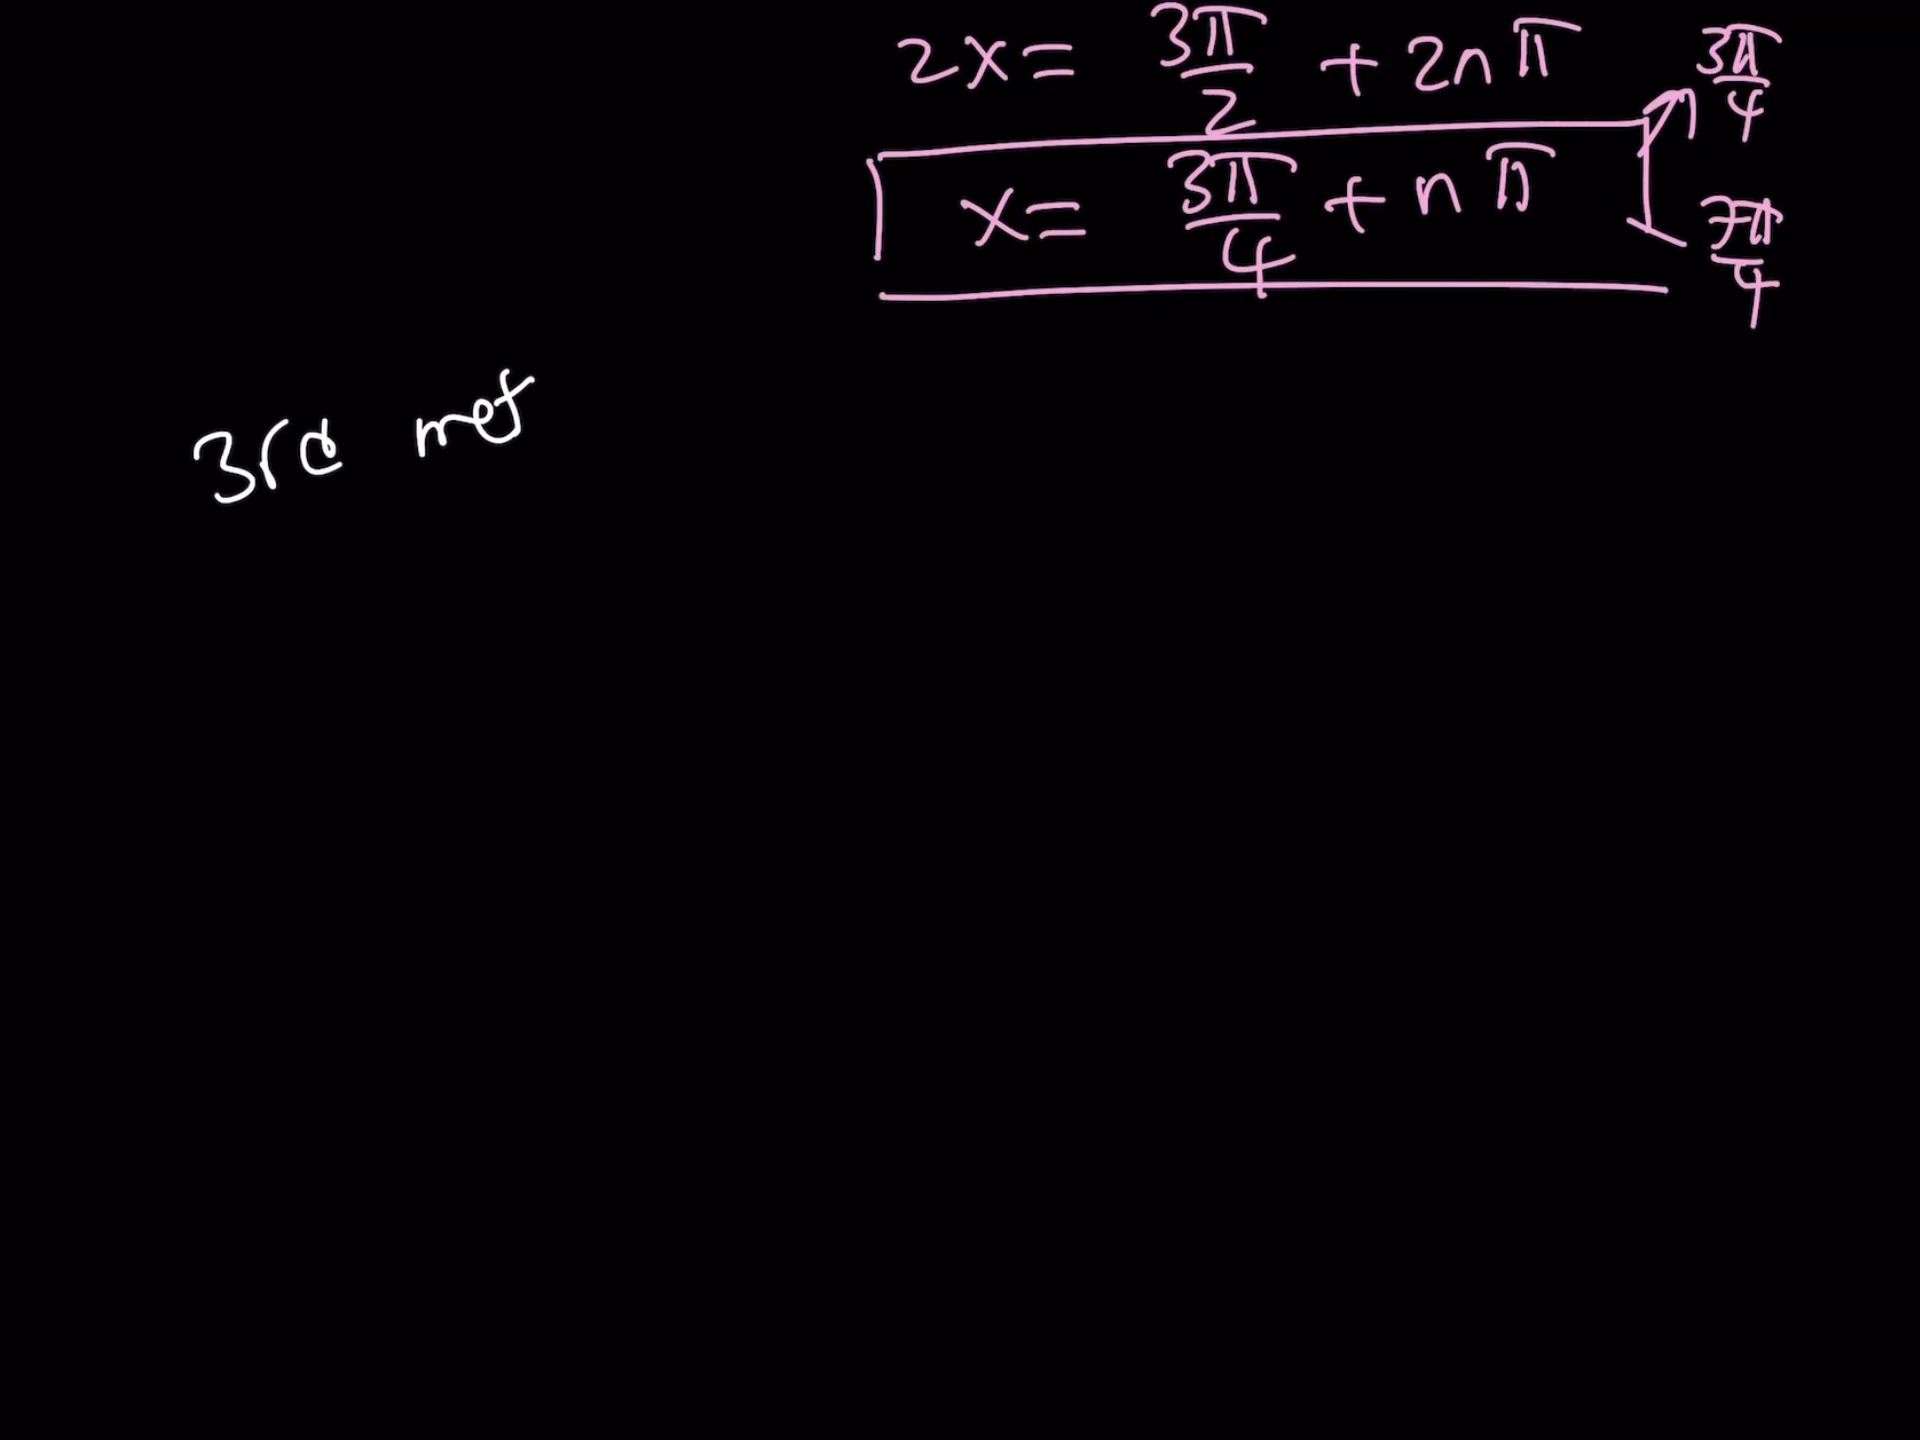 2x = 3π/2 + 2nπ
x = 3π/4 + nπ
3π/4
7π/4
3rd met